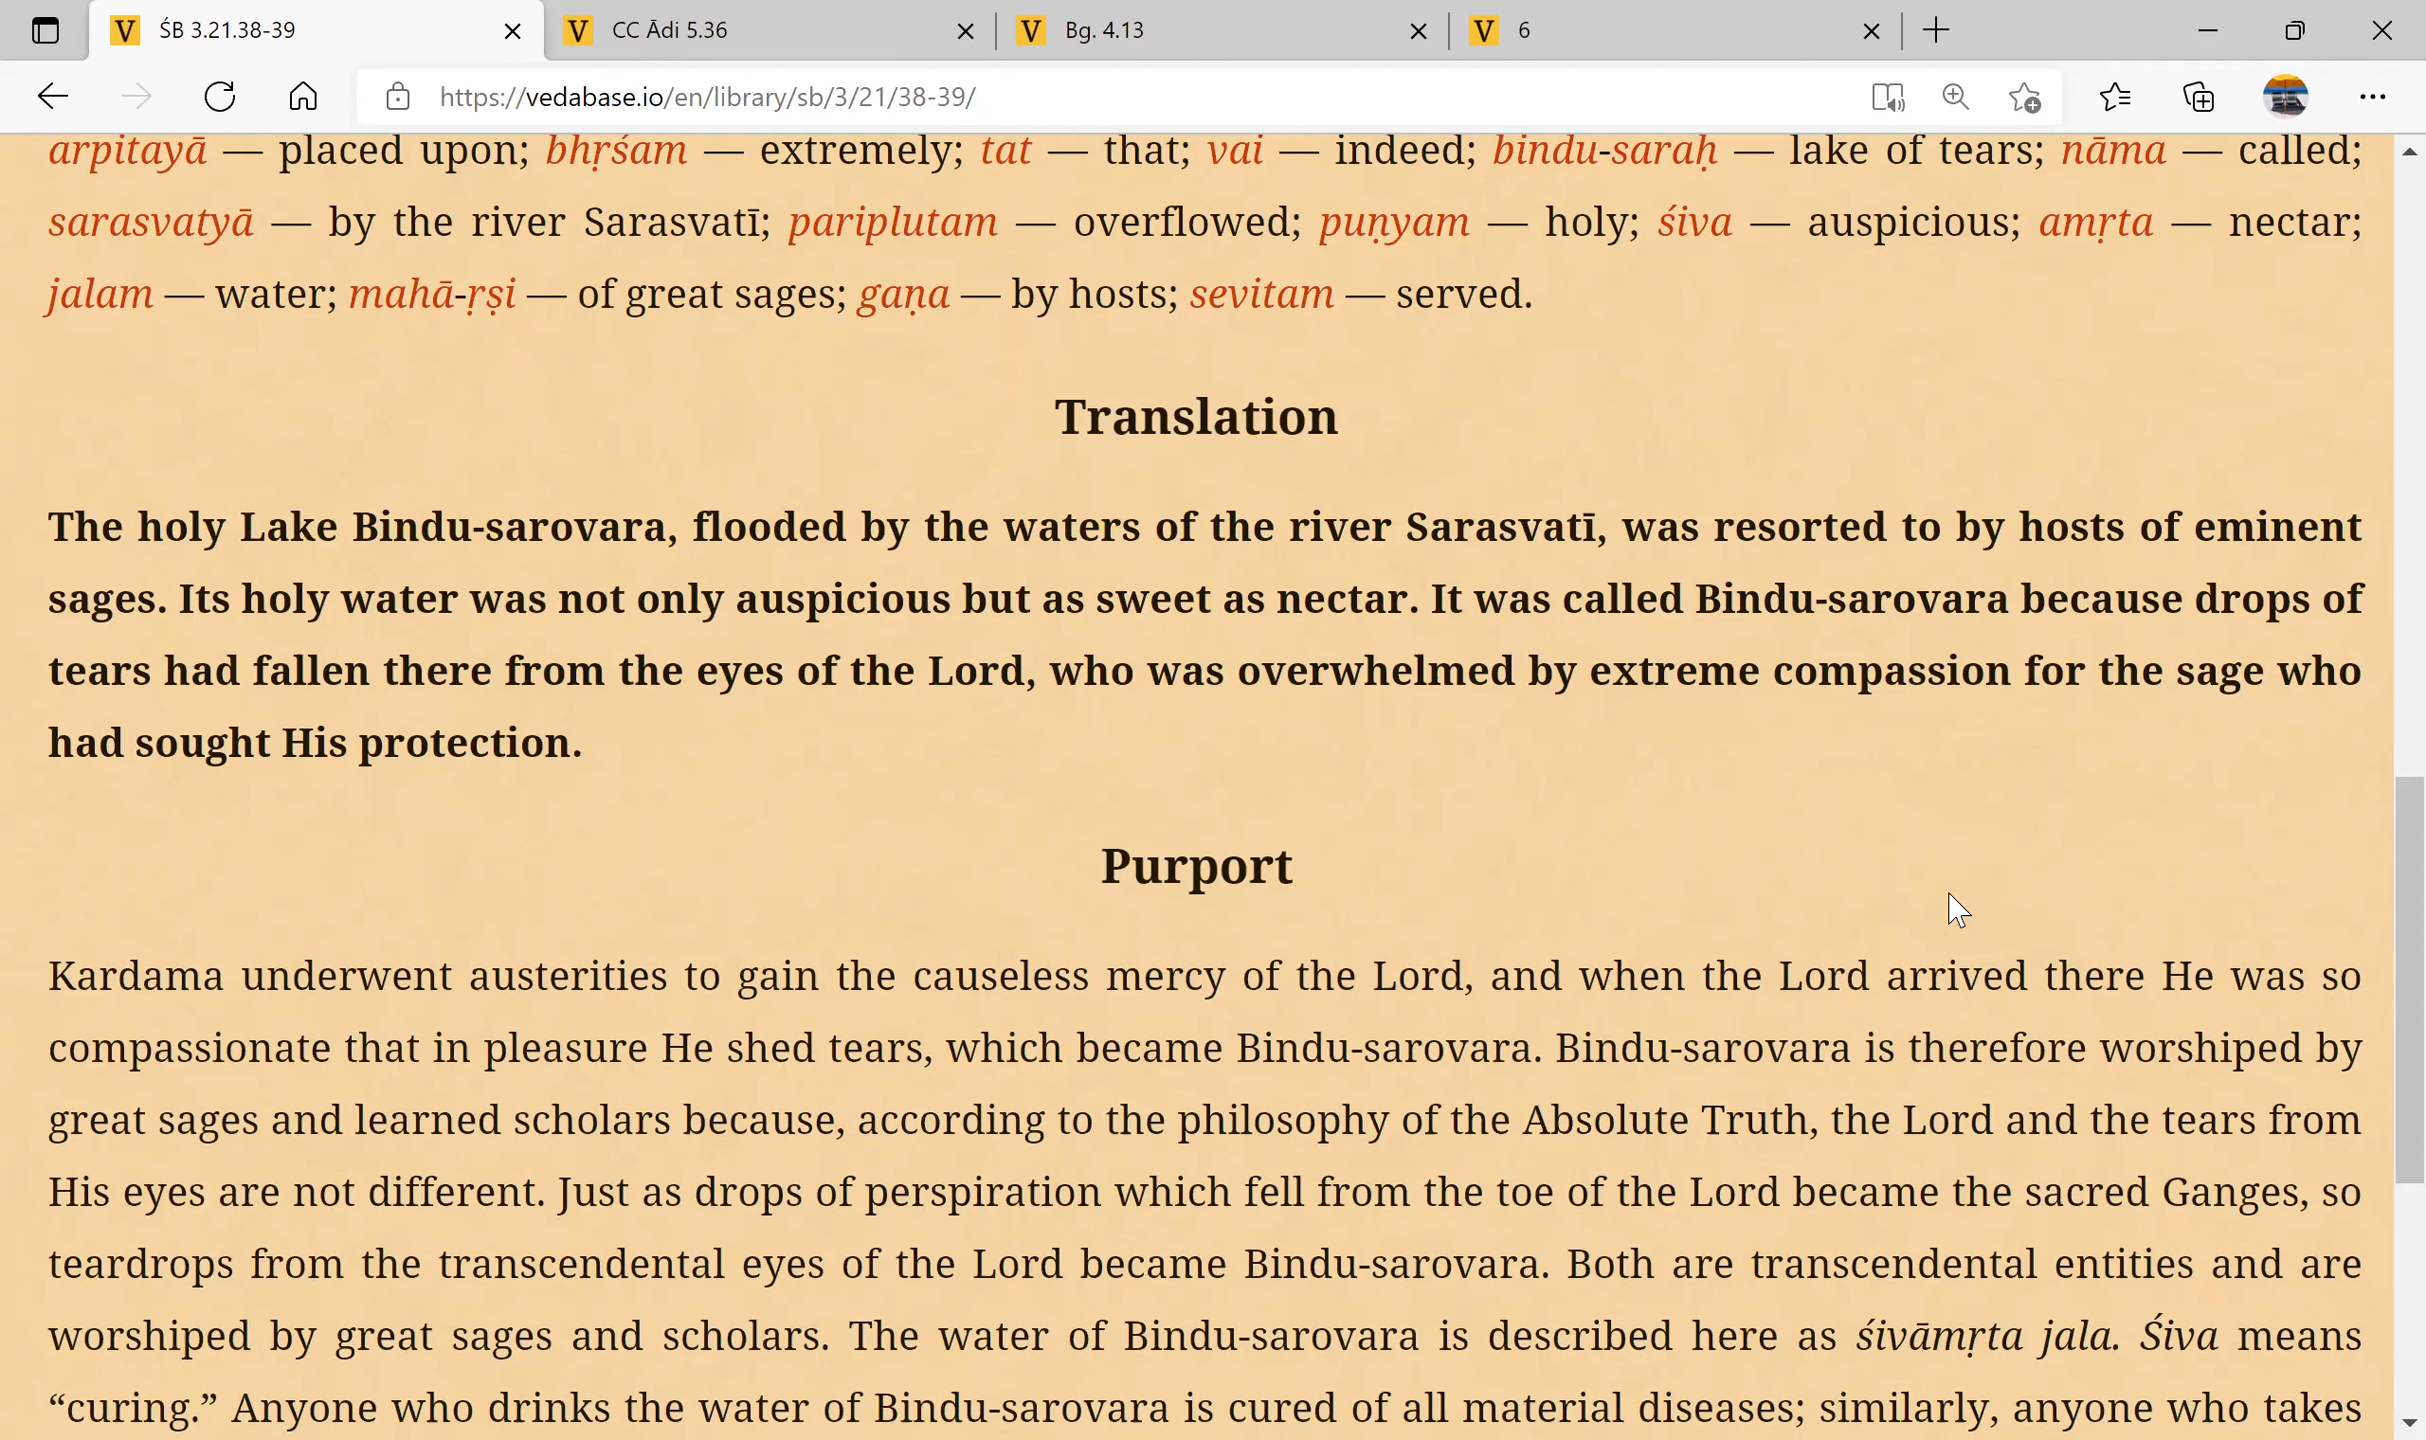 ŚB 3.21.38-39
CC Ādi 5.36
Bg. 4.13
6
https://vedabase.io/en/library/sb/3/21/38-39/
arpitayā — placed upon; bhṛśam — extremely; tat — that; vai — indeed; bindu-saraḥ — lake of tears; nāma — called;
sarasvatyā — by the river Sarasvatī; pariplutam — overflowed; puṇyam — holy; śiva — auspicious; amṛta — nectar;
jalam — water; mahā-ṛṣi — of great sages; gaṇa — by hosts; sevitam — served.
Translation
The holy Lake Bindu-sarovara, flooded by the waters of the river Sarasvatī, was resorted to by hosts of eminent
sages. Its holy water was not only auspicious but as sweet as nectar. It was called Bindu-sarovara because drops of
tears had fallen there from the eyes of the Lord, who was overwhelmed by extreme compassion for the sage who
had sought His protection.
Purport
Kardama underwent austerities to gain the causeless mercy of the Lord, and when the Lord arrived there He was so
compassionate that in pleasure He shed tears, which became Bindu-sarovara. Bindu-sarovara is therefore worshiped by
great sages and learned scholars because, according to the philosophy of the Absolute Truth, the Lord and the tears from
His eyes are not different. Just as drops of perspiration which fell from the toe of the Lord became the sacred Ganges, so
teardrops from the transcendental eyes of the Lord became Bindu-sarovara. Both are transcendental entities and are
worshiped by great sages and scholars. The water of Bindu-sarovara is described here as śivāmṛta jala. Śiva means
“curing.” Anyone who drinks the water of Bindu-sarovara is cured of all material diseases; similarly, anyone who takes